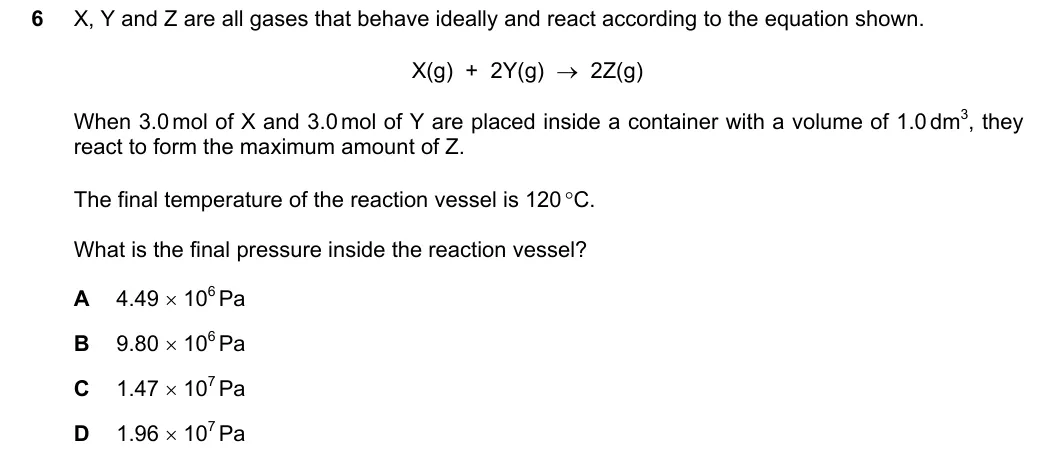 6 X, Y and Z are all gases that behave ideally and react according to the equation shown.
X(g) + 2Y(g) → 2Z(g)
When 3.0 mol of X and 3.0 mol of Y are placed inside a container with a volume of 1.0 dm³, they
react to form the maximum amount of Z.
The final temperature of the reaction vessel is 120 °C.
What is the final pressure inside the reaction vessel?
A 4.49 × 10⁶ Pa
B 9.80 × 10⁶ Pa
C 1.47 × 10⁷ Pa
D 1.96 × 10⁷ Pa